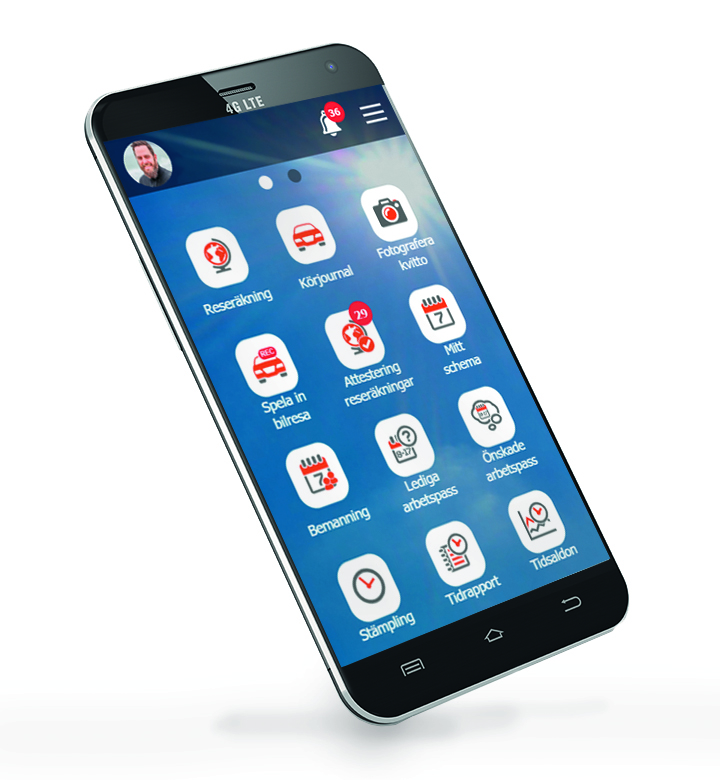 4G LTE
36
Reseräkning
Körjournal
Fotografera
kvitto
REC
Spela in
bilresa
29
Attestering
reseräkningar
7
Mitt
schema
7
Bemanning
?
8-17
Lediga
arbetspass
Önskade
arbetspass
Stämpling
Tidrapport
Tidsaldon